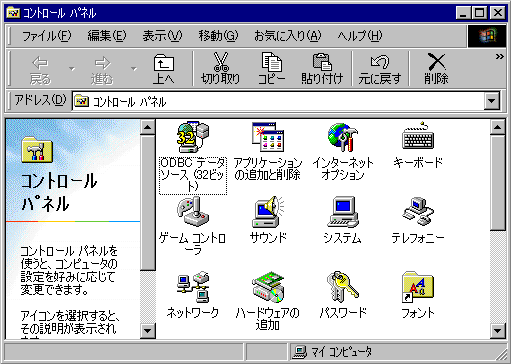 コントロール パネル
ファイル(F) 編集(E) 表示(V) 移動(G) お気に入り(A) ヘルプ(H)
戻る 進む 上へ 切り取り コピー 貼り付け 元に戻す 削除 »
アドレス(D) コントロール パネル
コントロール
パネル
コントロール パネルを
使うと、コンピュータの
設定を好みに応じて
変更できます。
アイコンを選択すると、
その説明が表示され
32
ODBC データ
ソース (32ビッ
ト)
アプリケーション
の追加と削除
インターネット
オプション
キーボード
ゲーム コントロ
ーラ
サウンド
システム
テレフォニー
ネットワーク
ハードウェアの
追加
パスワード
フォント
マイ コンピュータ